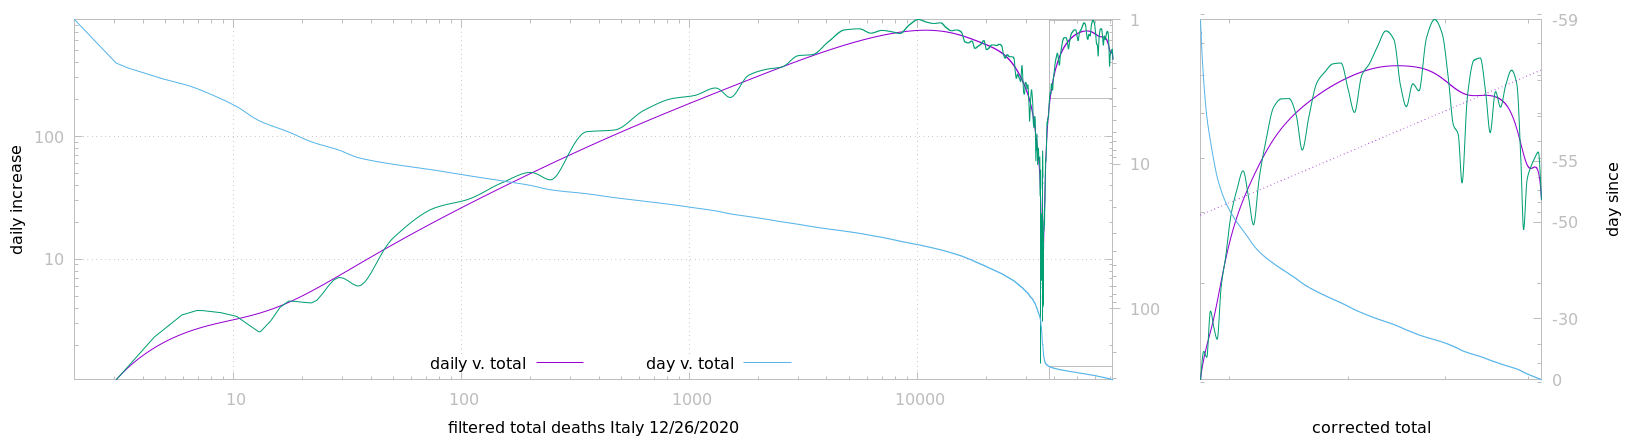 daily increase
100
10
daily v. total
day v. total
10
100
1000
10000
filtered total deaths Italy 12/26/2020
1
10
100
-59
-55
-50
-30
0
day since
corrected total